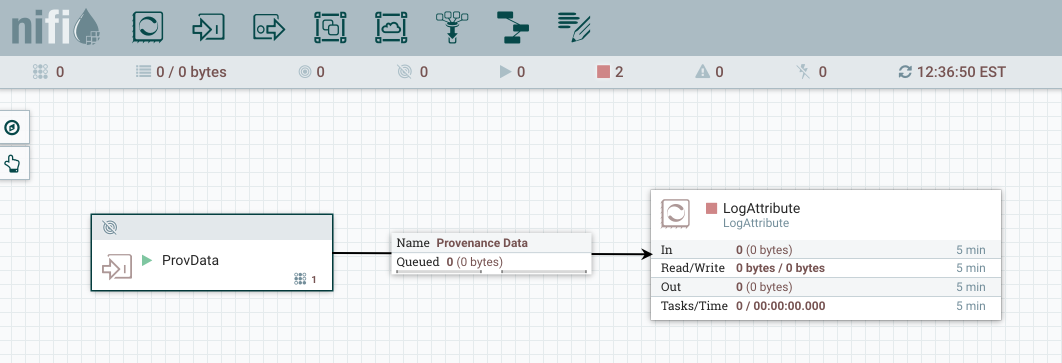 nifi
0
0 / 0 bytes
0
0
0
2
0
0
12:36:50 EST
ProvData
1
Name Provenance Data
Queued 0 (0 bytes)
LogAttribute
LogAttribute
In 0 (0 bytes) 5 min
Read/Write 0 bytes / 0 bytes 5 min
Out 0 (0 bytes) 5 min
Tasks/Time 0 / 00:00:00.000 5 min